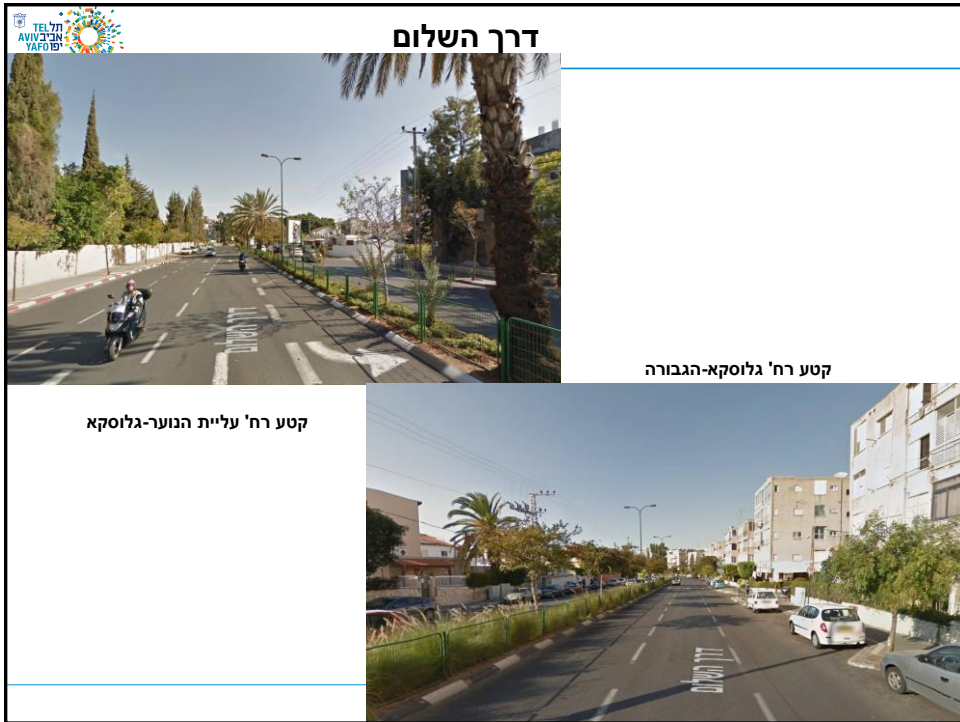 תל
TEL
אביב
AVIV
יפו
YAFO
דרך השלום
דרך השלום
קטע רח' גלוסקא-הגבורה
קטע רח' עליית הנוער-גלוסקא
דרך השלום